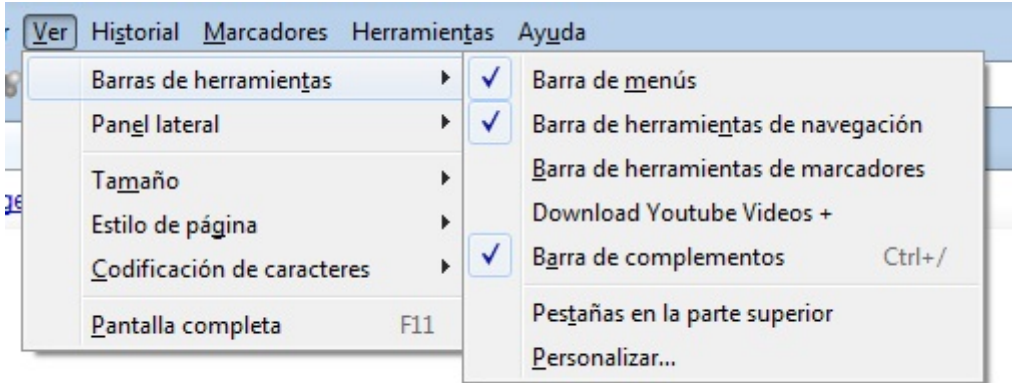 Ver Historial Marcadores Herramientas Ayuda
Barras de herramientas
Panel lateral
Tamaño
Estilo de página
Codificación de caracteres
Pantalla completa F11
Barra de menús
Barra de herramientas de navegación
Barra de herramientas de marcadores
Download Youtube Videos +
Barra de complementos Ctrl+/
Pestañas en la parte superior
Personalizar...